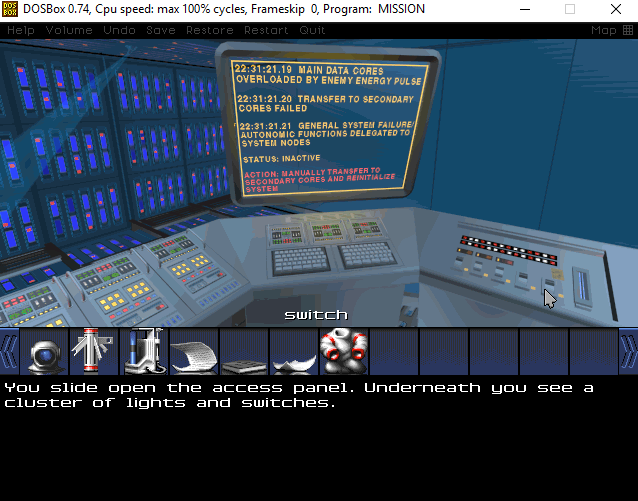 DOS
BOX
DOSBox 0.74, Cpu speed: max 100% cycles, Frameskip 0, Program: MISSION
Help Volume Undo Save Restore Restart Quit Map
22:31:21.19 MAIN DATA CORES
OVERLOADED BY ENEMY ENERGY PULSE
22:31:21.20 TRANSFER TO SECONDARY
CORES FAILED
22:31:21.21 GENERAL SYSTEM FAILURE/
AUTONOMIC FUNCTIONS DELEGATED TO
SYSTEM NODES
STATUS: INACTIVE
ACTION: MANUALLY TRANSFER TO
SECONDARY CORES AND REINITIALIZE
SYSTEM
switch
You slide open the access panel. Underneath you see a
cluster of lights and switches.